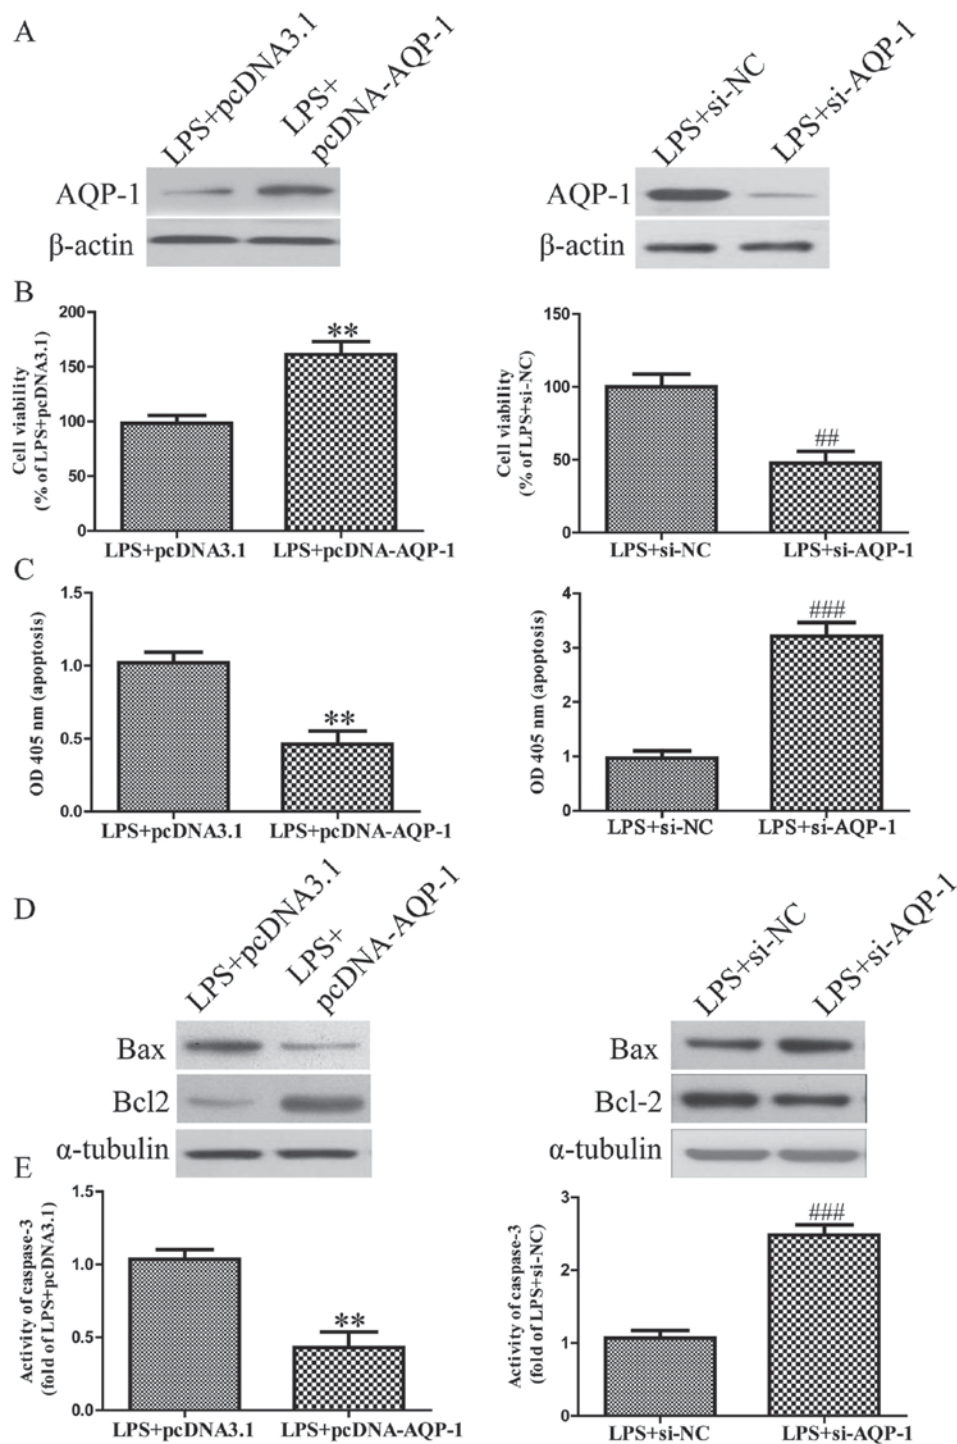 A
LPS+pcDNA3.1
LPS+
pcDNA-AQP-1
LPS+si-NC
LPS+si-AQP-1
AQP-1
β-actin
AQP-1
β-actin
B
Cell viability
(% of LPS+pcDNA3.1)
200
150
100
50
0
**
LPS+pcDNA3.1
LPS+pcDNA-AQP-1
Cell viability
(% of LPS+si-NC)
150
100
50
0
##
LPS+si-NC
LPS+si-AQP-1
C
OD 405 nm (apoptosis)
1.5
1.0
0.5
0.0
**
LPS+pcDNA3.1
LPS+pcDNA-AQP-1
OD 405 nm (apoptosis)
4
3
2
1
0
###
LPS+si-NC
LPS+si-AQP-1
D
LPS+pcDNA3.1
LPS+
pcDNA-AQP-1
LPS+si-NC
LPS+si-AQP-1
Bax
Bcl2
α-tubulin
Bax
Bcl-2
α-tubulin
E
Activity of caspase-3
(fold of LPS+pcDNA3.1)
1.5
1.0
0.5
0.0
**
LPS+pcDNA3.1
LPS+pcDNA-AQP-1
Activity of caspase-3
(fold of LPS+si-NC)
3
2
1
0
###
LPS+si-NC
LPS+si-AQP-1